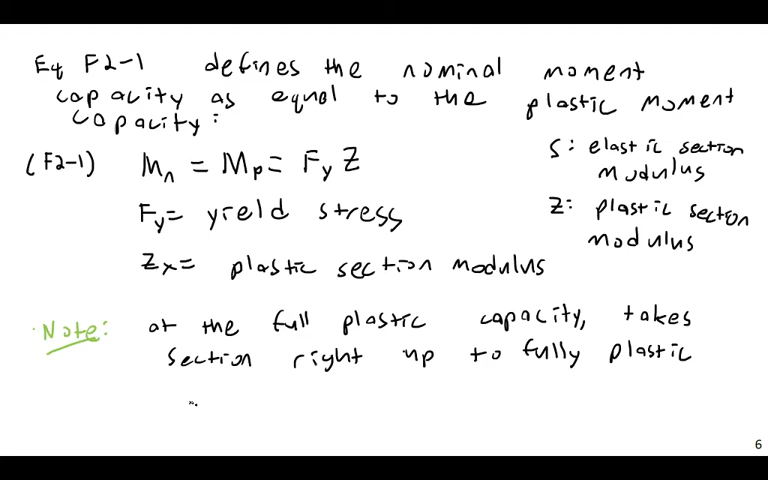 Eq F2-1 defines the nominal moment
capacity as equal to the plastic moment
capacity:
(F2-1) Mn = Mp = Fy Z
S: elastic section
modulus
Fy = yield stress
Z: plastic section
modulus
Zx = plastic section modulus
Note: at the full plastic capacity, takes
section right up to fully plastic
6